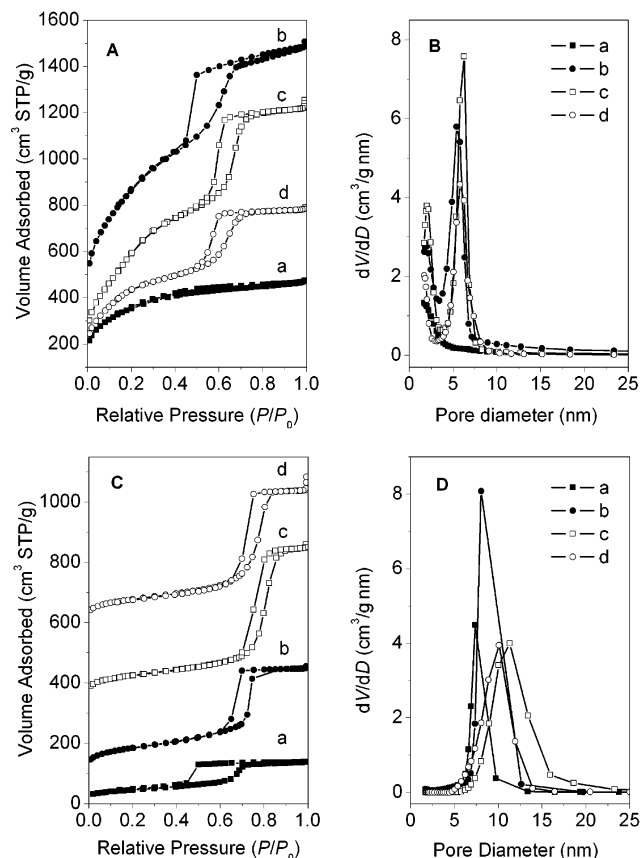 A
b
c
d
a
1600
1400
1200
1000
800
600
400
200
0.0 0.2 0.4 0.6 0.8 1.0
Volume Adsorbed (cm³ STP/g)
Relative Pressure (P/P₀)
B
a
b
c
d
8
6
4
2
0
0 5 10 15 20 25
dV/dD (cm³/g nm)
Pore diameter (nm)
C
d
c
b
a
1000
800
600
400
200
0
0.0 0.2 0.4 0.6 0.8 1.0
Volume Adsorbed (cm³ STP/g)
Relative Pressure (P/P₀)
D
a
b
c
d
8
6
4
2
0
0 5 10 15 20 25
dV/dD (cm³/g nm)
Pore Diameter (nm)